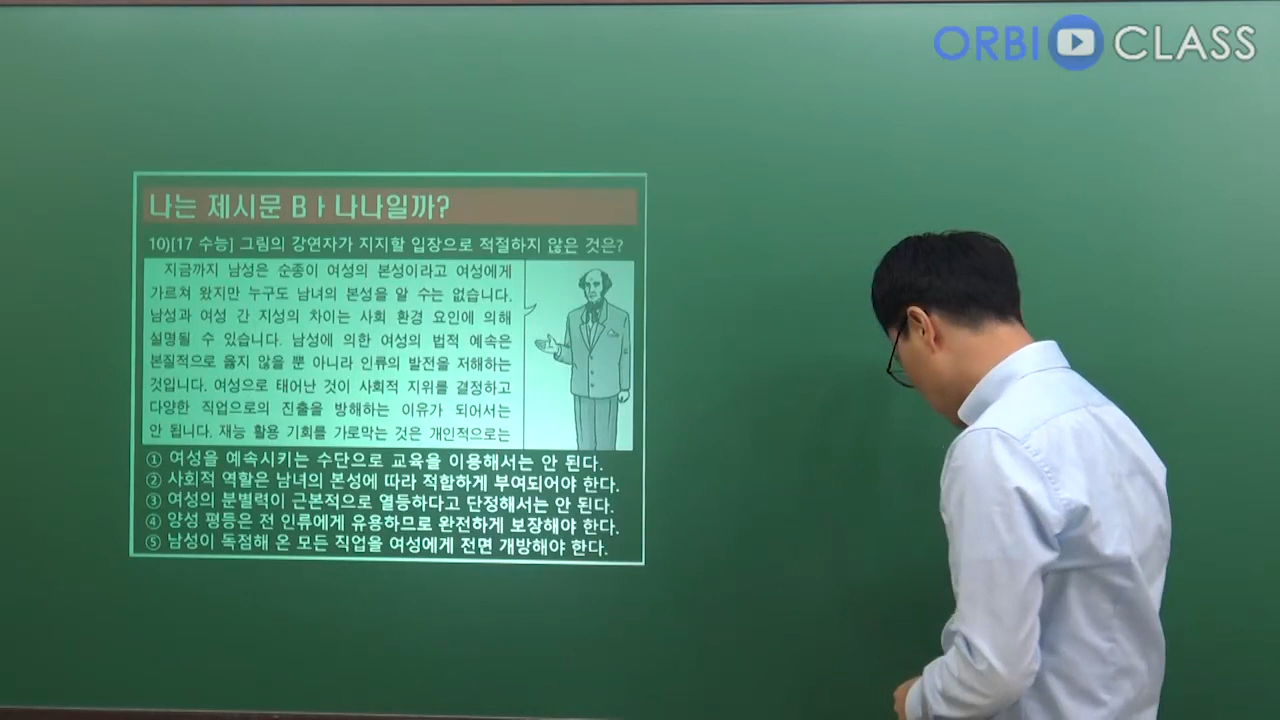 ORBI CLASS
나는 제시문 Bㅏ나나일까?
10)[17 수능] 그림의 강연자가 지지할 입장으로 적절하지 않은 것은?
지금까지 남성은 순종이 여성의 본성이라고 여성에게
가르쳐 왔지만 누구도 남녀의 본성을 알 수는 없습니다.
남성과 여성 간 지성의 차이는 사회 환경 요인에 의해
설명될 수 있습니다. 남성에 의한 여성의 법적 예속은
본질적으로 옳지 않을 뿐 아니라 인류의 발전을 저해하는
것입니다. 여성으로 태어난 것이 사회적 지위를 결정하고
다양한 직업으로의 진출을 방해하는 이유가 되어서는
안 됩니다. 재능 활용 기회를 가로막는 것은 개인적으로는
① 여성을 예속시키는 수단으로 교육을 이용해서는 안 된다.
② 사회적 역할은 남녀의 본성에 따라 적합하게 부여되어야 한다.
③ 여성의 분별력이 근본적으로 열등하다고 단정해서는 안 된다.
④ 양성 평등은 전 인류에게 유용하므로 완전하게 보장해야 한다.
⑤ 남성이 독점해 온 모든 직업을 여성에게 전면 개방해야 한다.